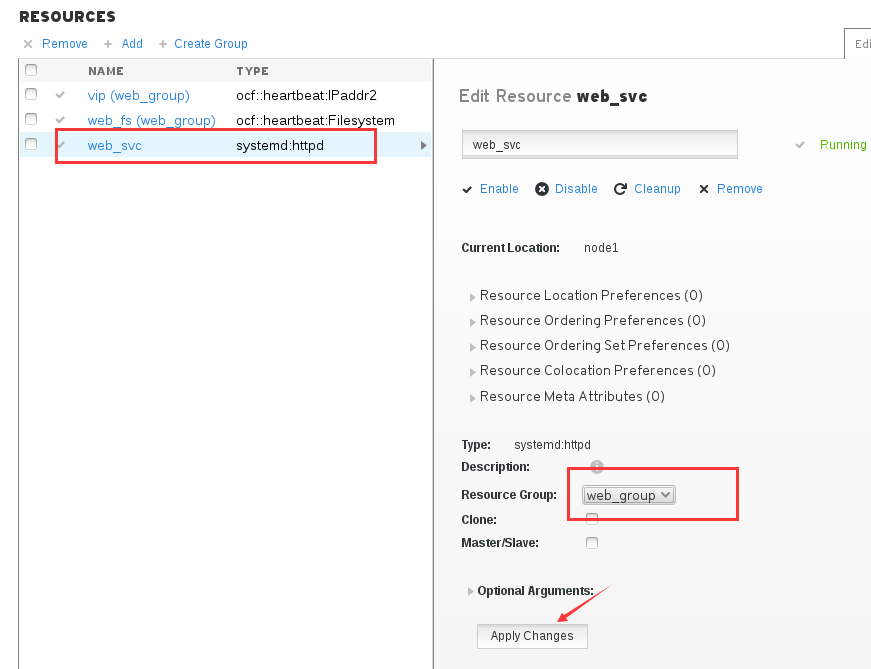 RESOURCES
Remove Add Create Group
Edi
NAME TYPE
vip (web_group) ocf::heartbeat:IPaddr2
web_fs (web_group) ocf::heartbeat:Filesystem
web_svc systemd:httpd
Edit Resource web_svc
web_svc
Running
Enable Disable Cleanup Remove
Current Location: node1
Resource Location Preferences (0)
Resource Ordering Preferences (0)
Resource Ordering Set Preferences (0)
Resource Colocation Preferences (0)
Resource Meta Attributes (0)
Type: systemd:httpd
Description:
Resource Group: web_group
Clone:
Master/Slave:
Optional Arguments:
Apply Changes